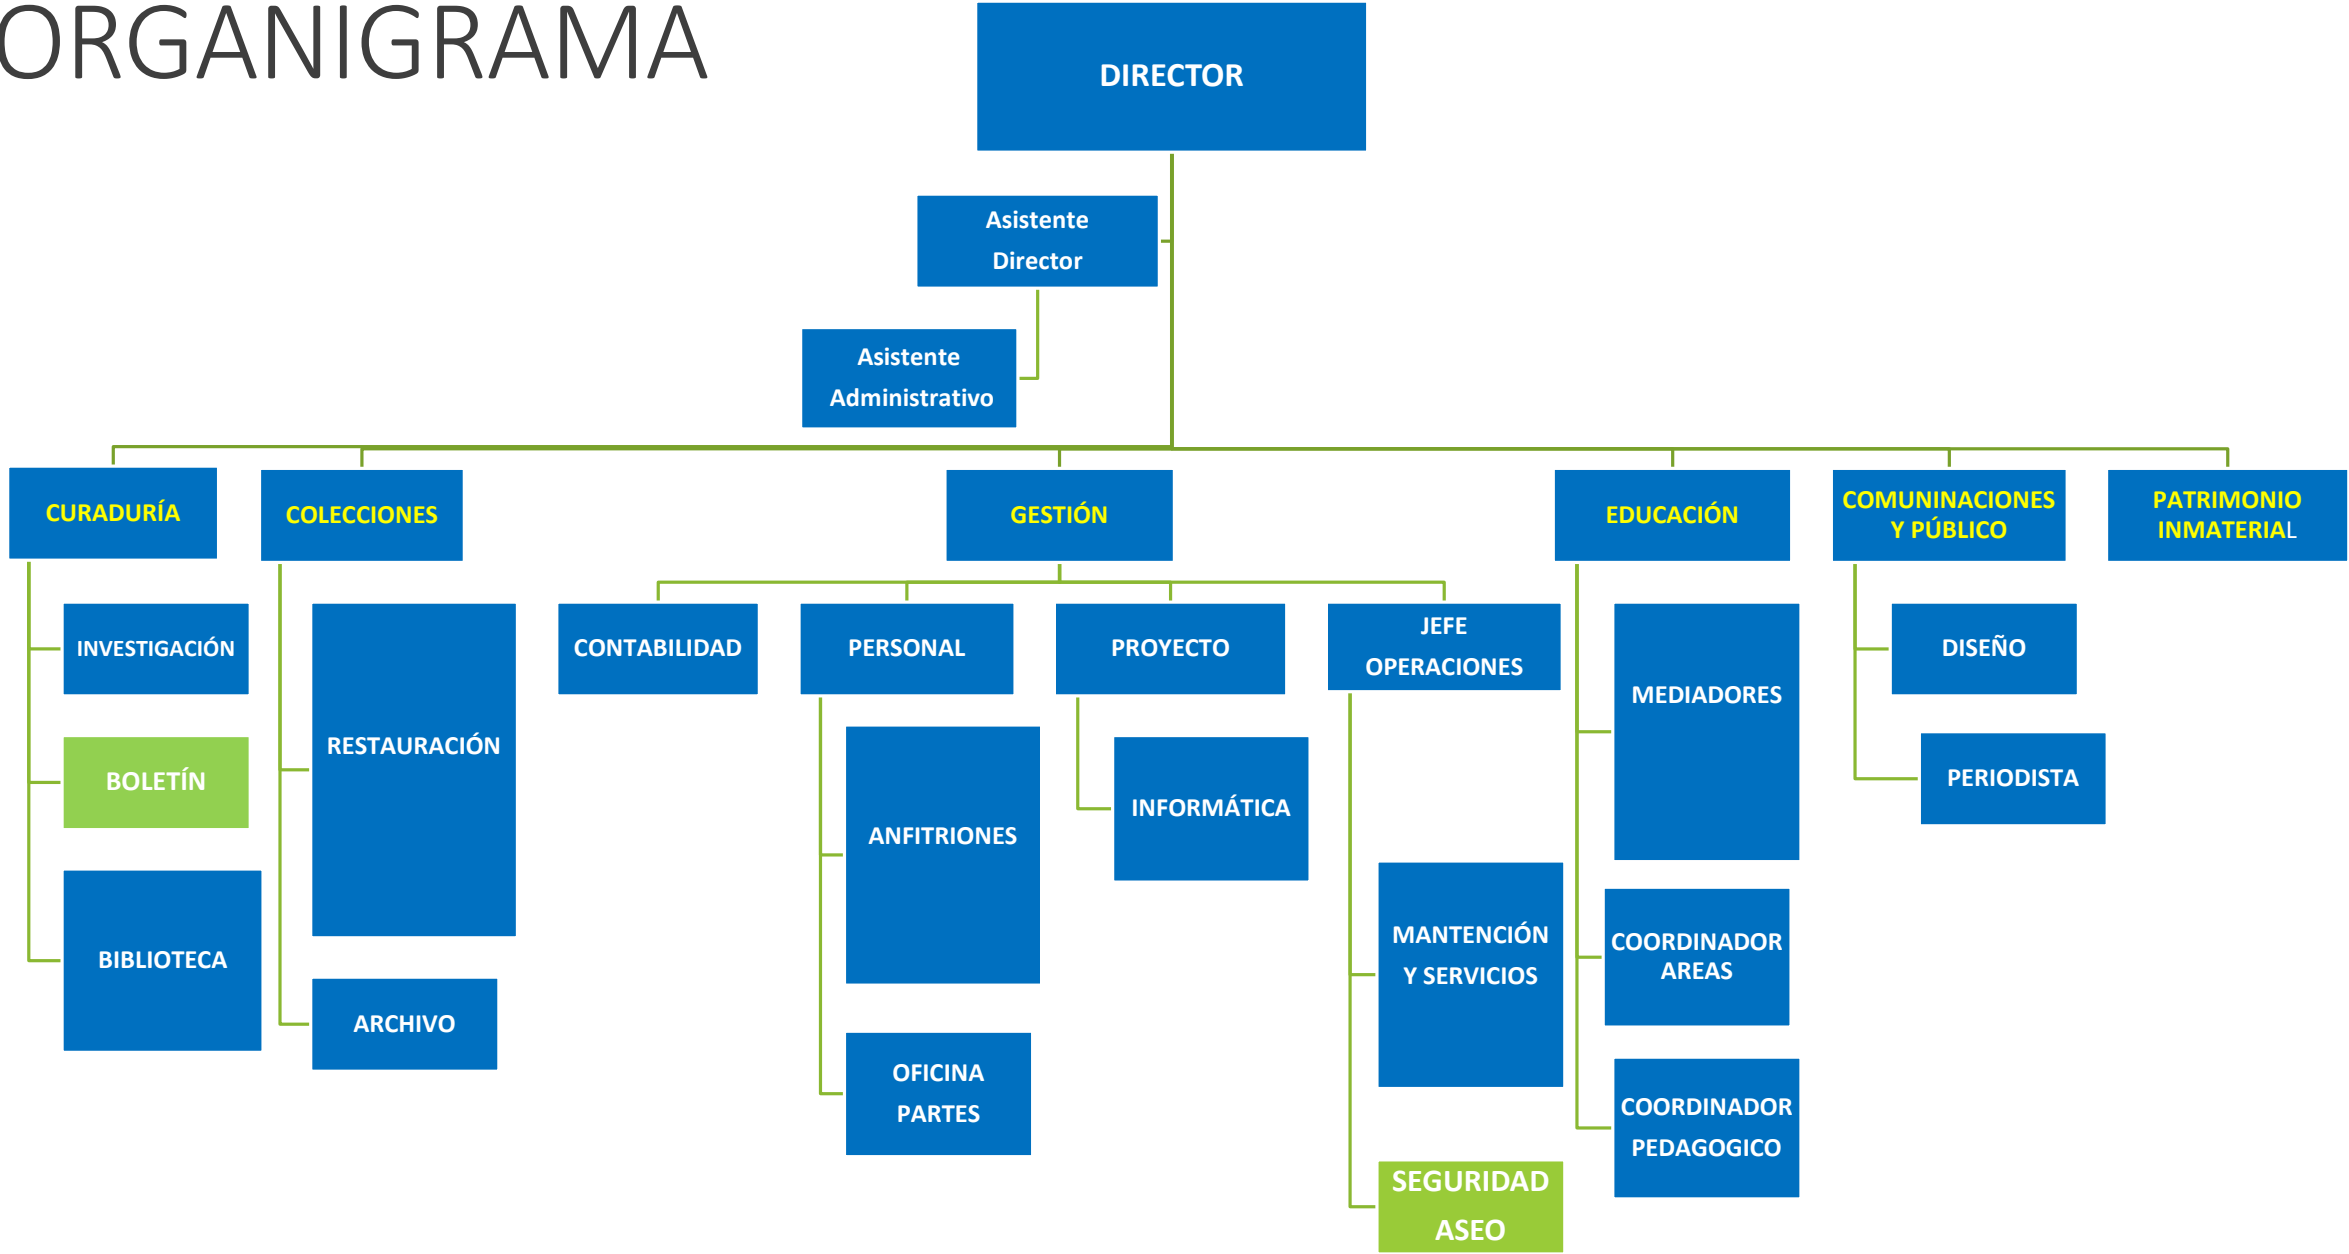 ORGANIGRAMA
DIRECTOR
Asistente
Director
Asistente
Administrativo
CURADURÍA
COLECCIONES
GESTIÓN
EDUCACIÓN
COMUNINACIONES
Y PÚBLICO
PATRIMONIO
INMATERIAL
INVESTIGACIÓN
BOLETÍN
BIBLIOTECA
RESTAURACIÓN
ARCHIVO
CONTABILIDAD
PERSONAL
ANFITRIONES
OFICINA
PARTES
PROYECTO
INFORMÁTICA
JEFE
OPERACIONES
MANTENCIÓN
Y SERVICIOS
SEGURIDAD
ASEO
MEDIADORES
COORDINADOR
AREAS
COORDINADOR
PEDAGOGICO
DISEÑO
PERIODISTA